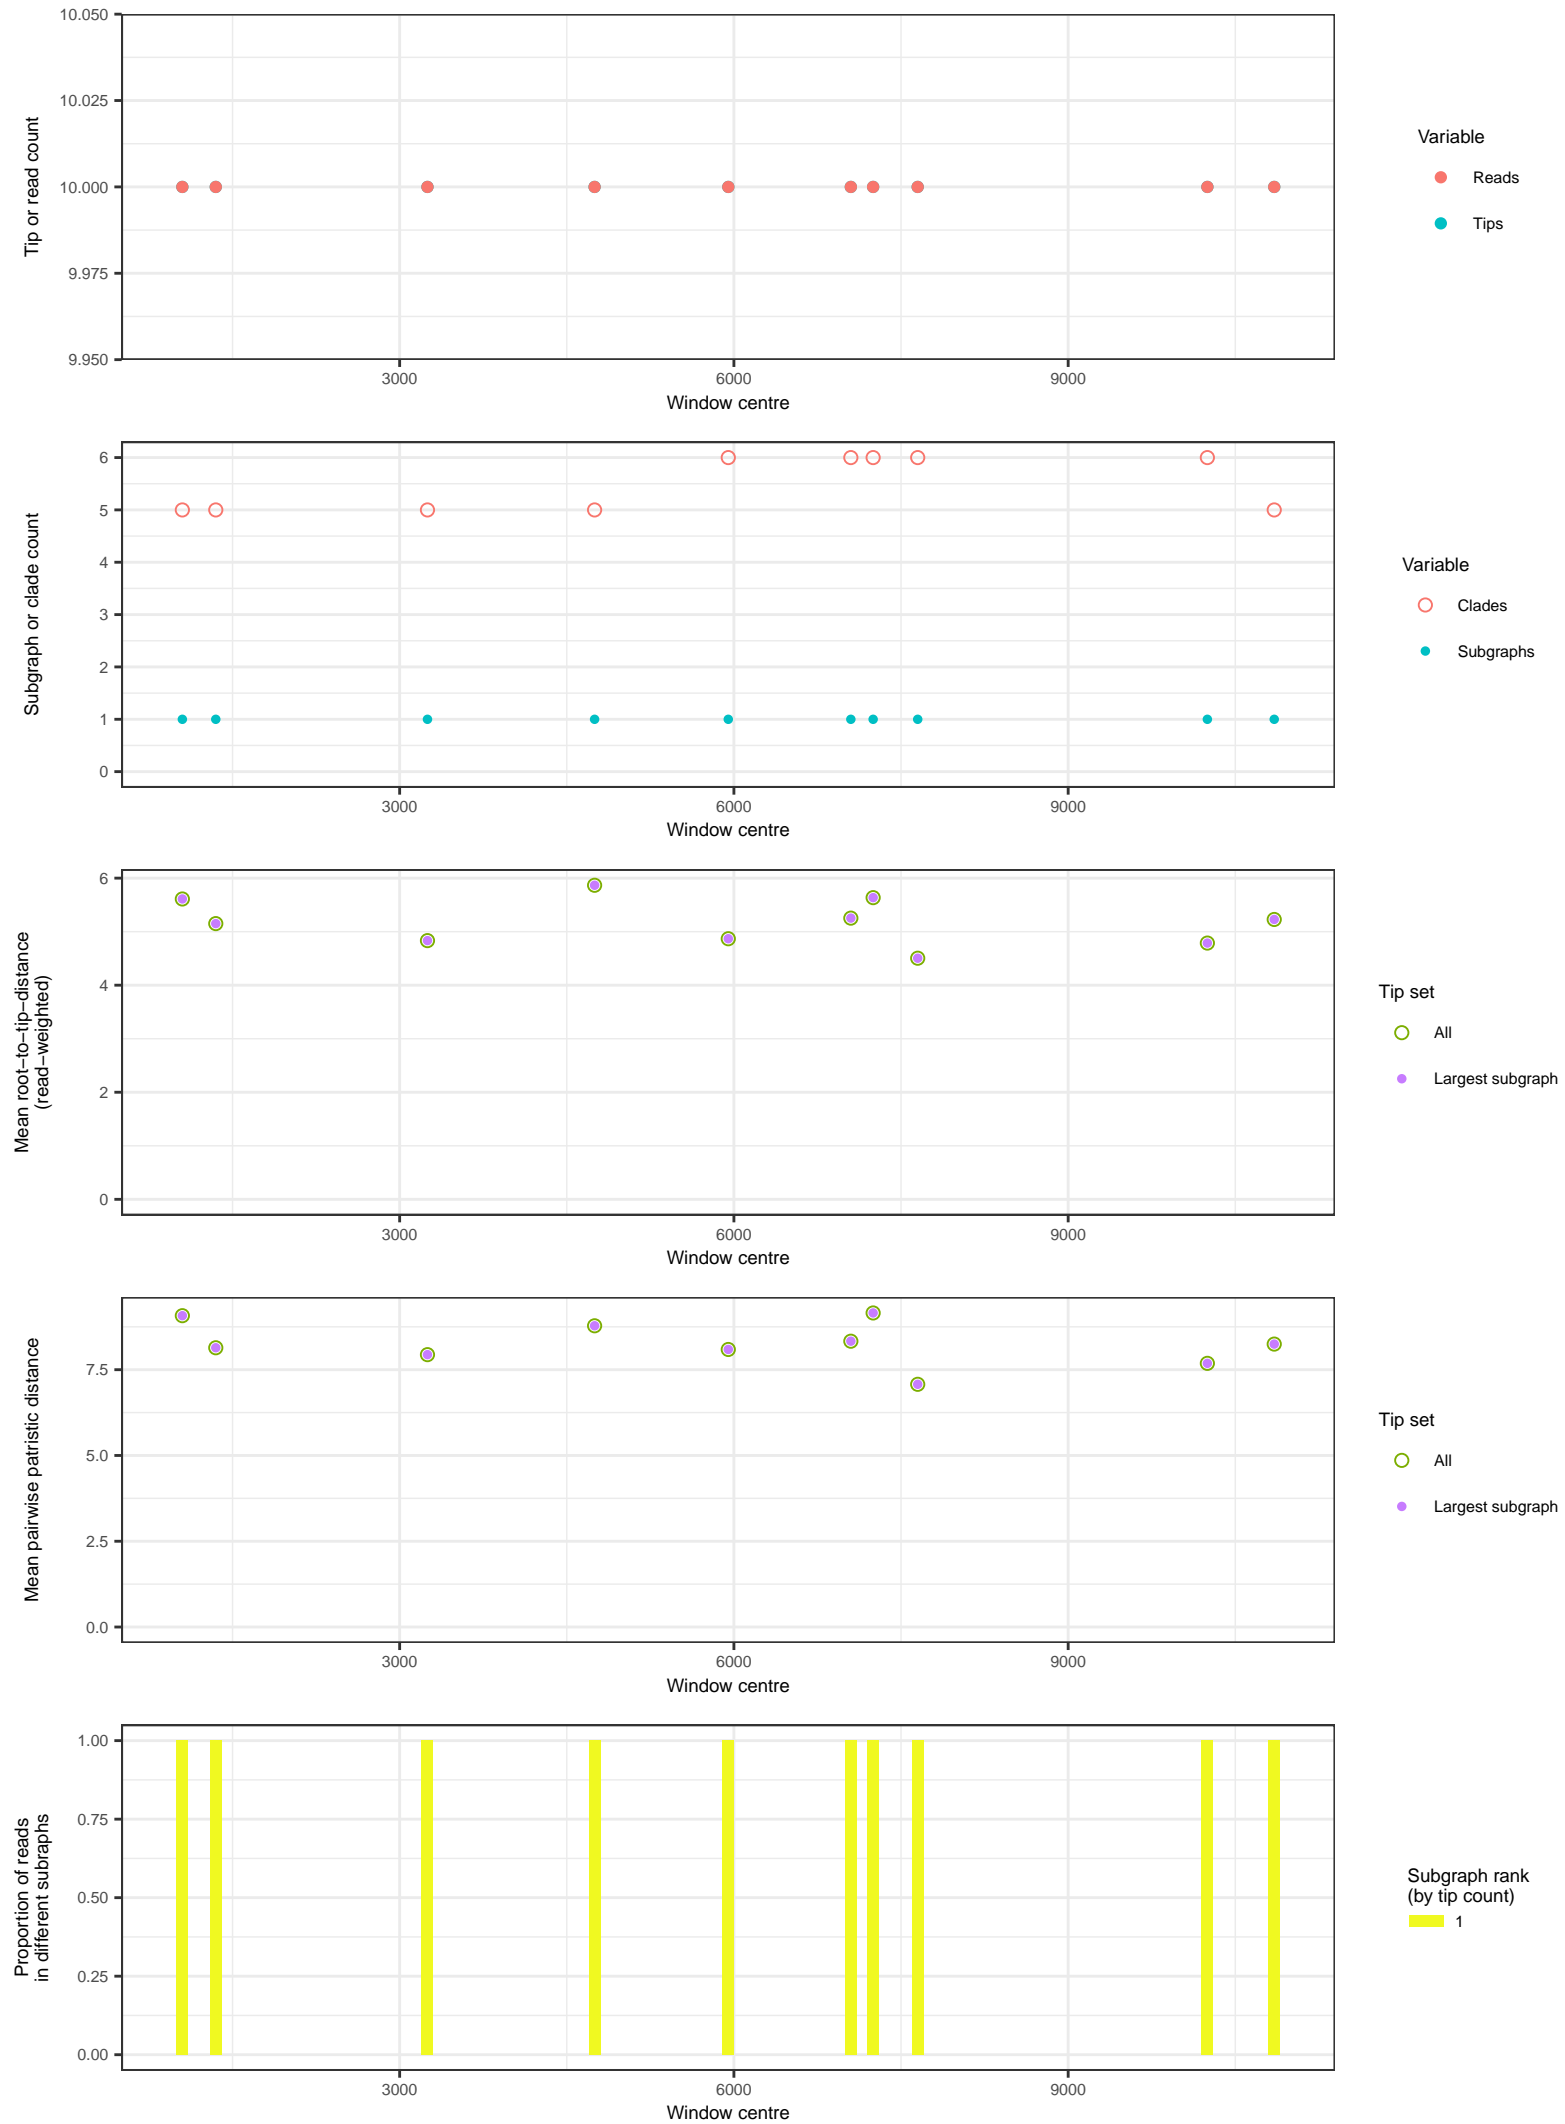 10.050
10.025
10.000
9.975
9.950
Tip or read count
3000
6000
9000
Window centre
Variable
Reads
Tips
6
5
4
3
2
1
0
Subgraph or clade count
3000
6000
9000
Window centre
Variable
Clades
Subgraphs
6
4
2
0
Mean root−to−tip−distance
(read−weighted)
3000
6000
9000
Window centre
Tip set
All
Largest subgraph
7.5
5.0
2.5
0.0
Mean pairwise patristic distance
3000
6000
9000
Window centre
Tip set
All
Largest subgraph
1.00
0.75
0.50
0.25
0.00
Proportion of reads
in different subraphs
3000
6000
9000
Window centre
Subgraph rank
(by tip count)
1